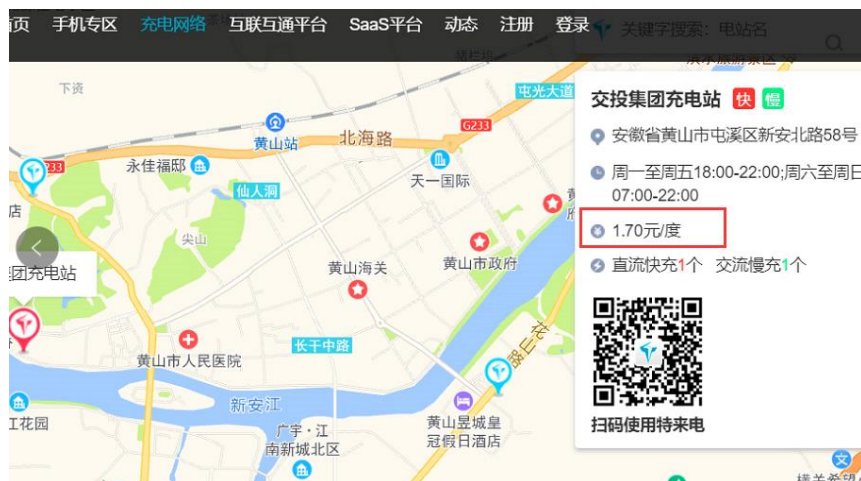 页 手机专区 充电网络 互联互通平台 SaaS平台 动态 注册 登录
关键字搜索：电站名
下资
屯光大道
交投集团充电站 快 慢
安徽省黄山市屯溪区新安北路58号
周一至周五18:00-22:00;周六至周日
07:00-22:00
1.70元/度
直流快充1个 交流慢充1个
扫码使用特来电
黄山站
北海路
G233
233
永佳福邸
天一国际
仙人洞
店
尖山
黄山海关
黄山市政府
府
团充电站
黄山市人民医院
长干中路
花山路
新安江
江花园
广宇·江
南新城北区
黄山昱城皇
冠假日酒店